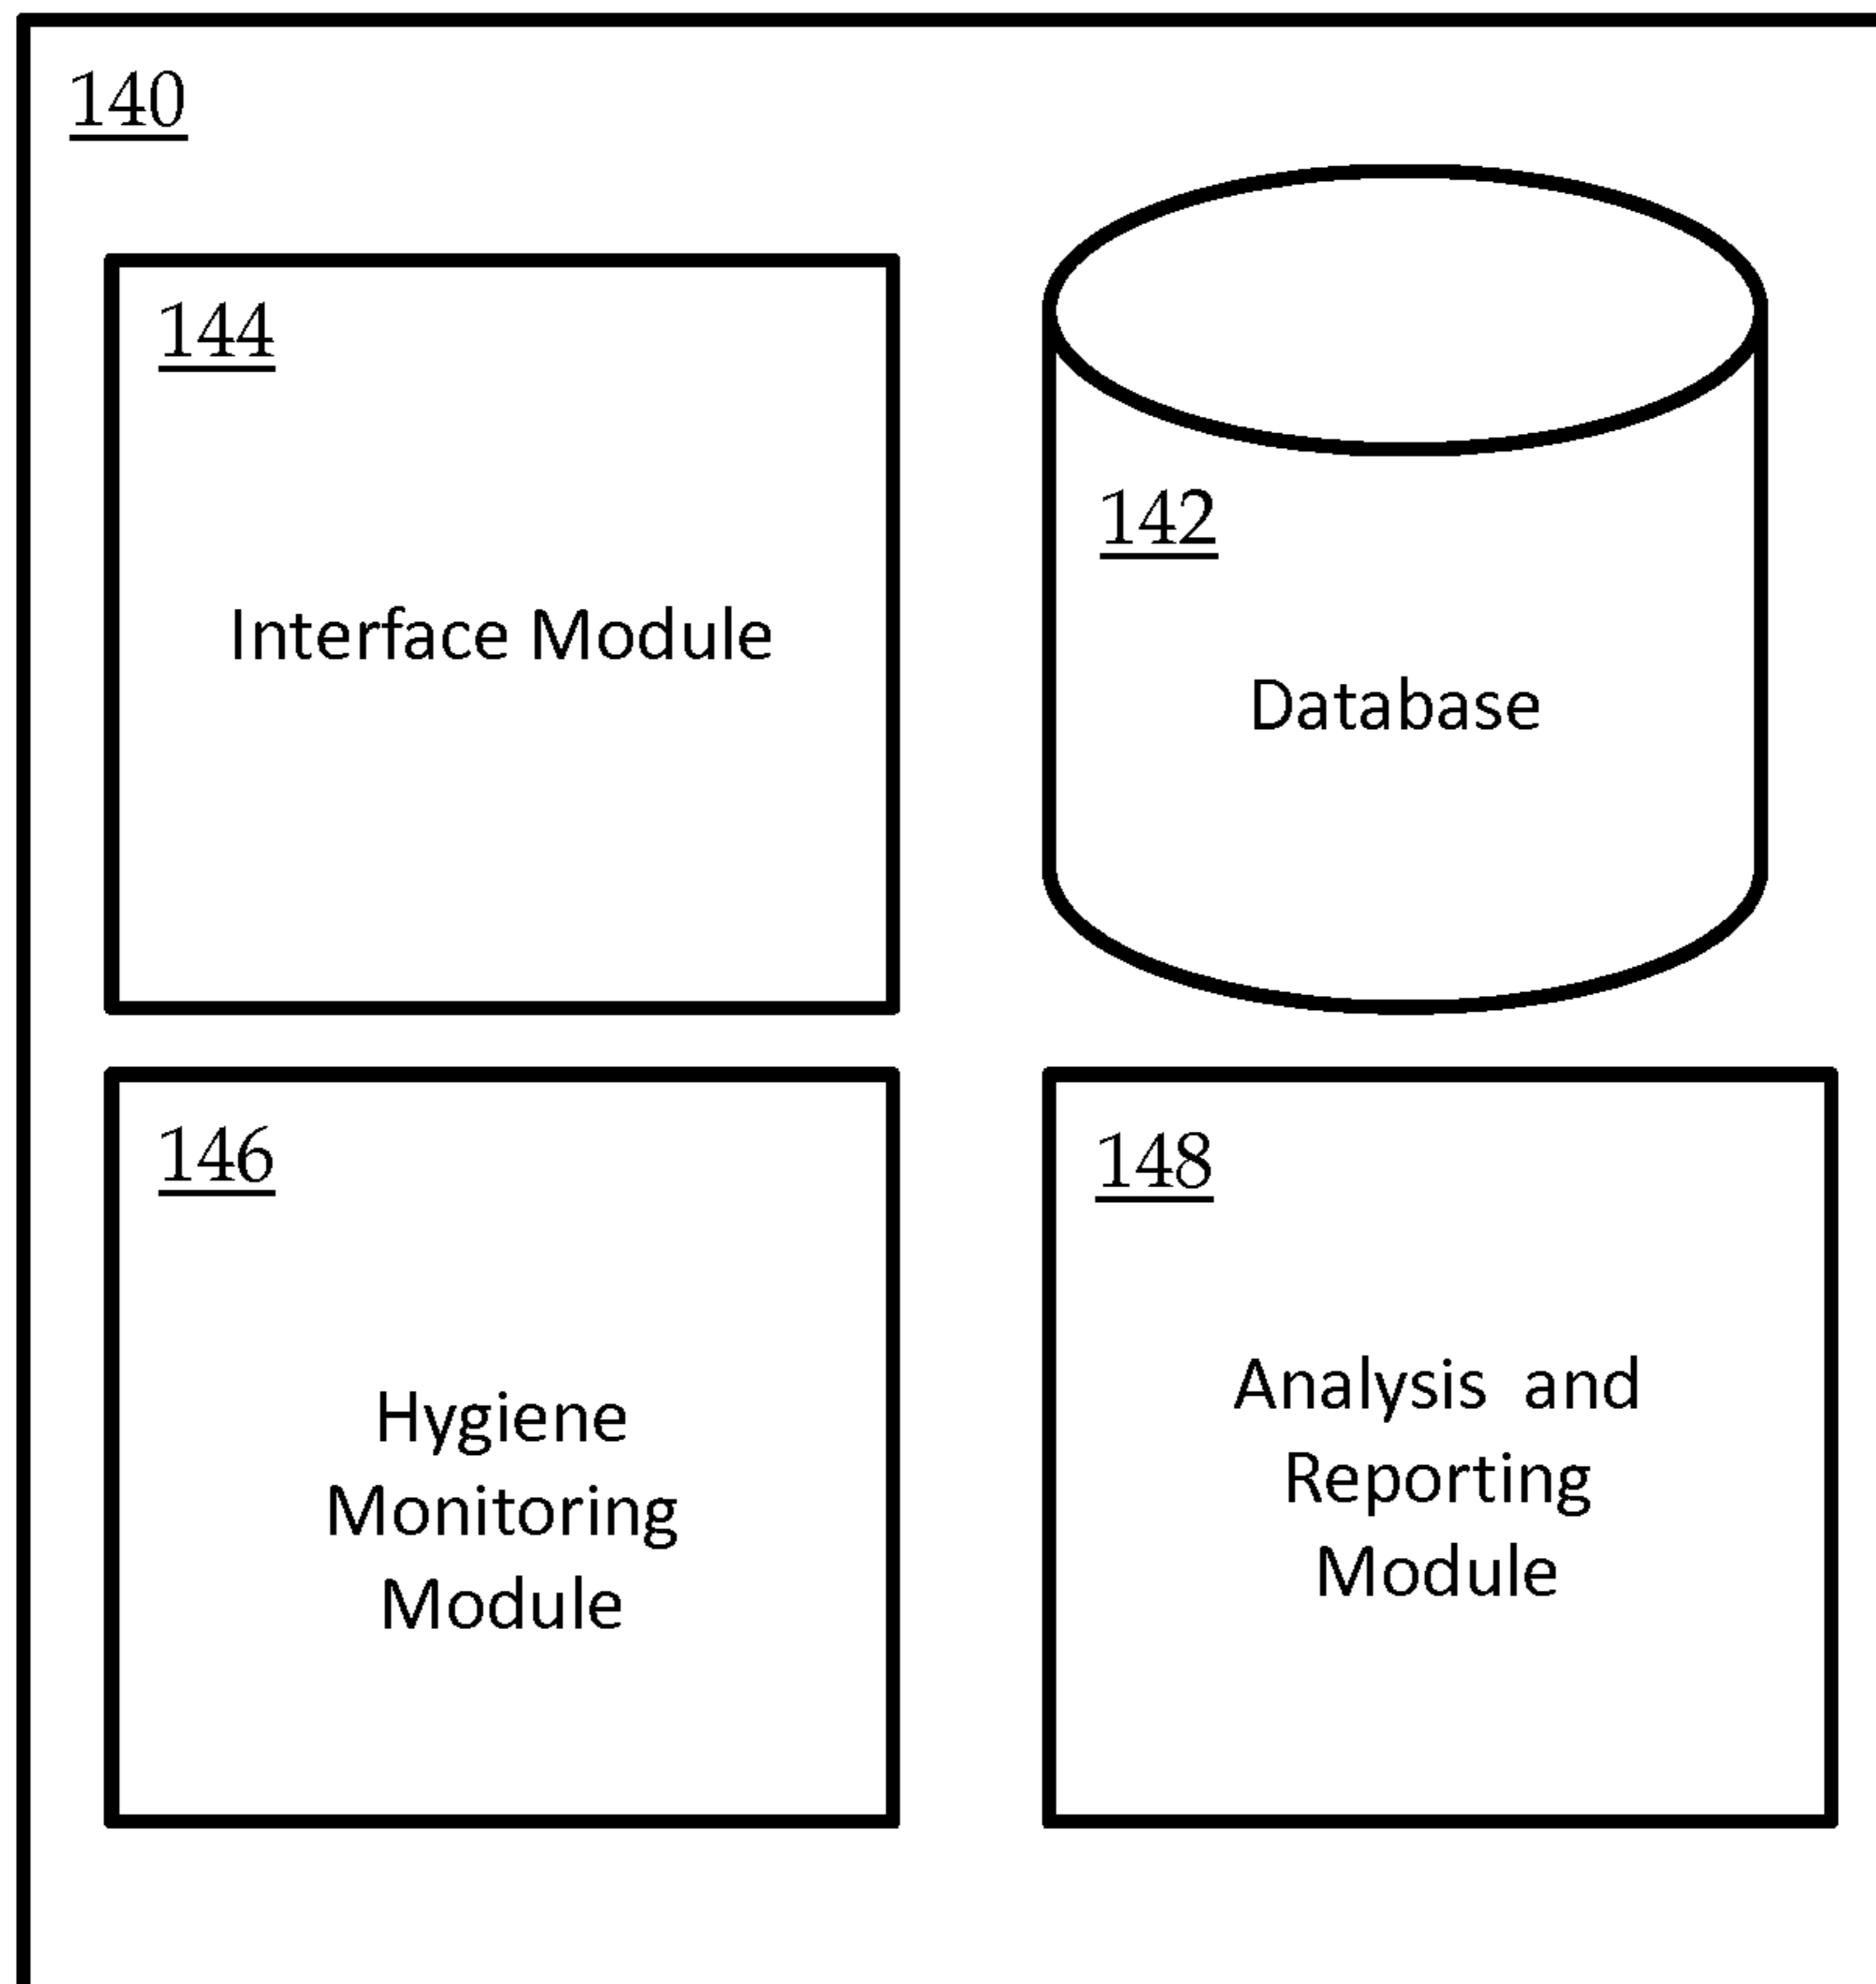 140
144
Interface Module
142
Database
146
Hygiene
Monitoring
Module
148
Analysis and
Reporting
Module